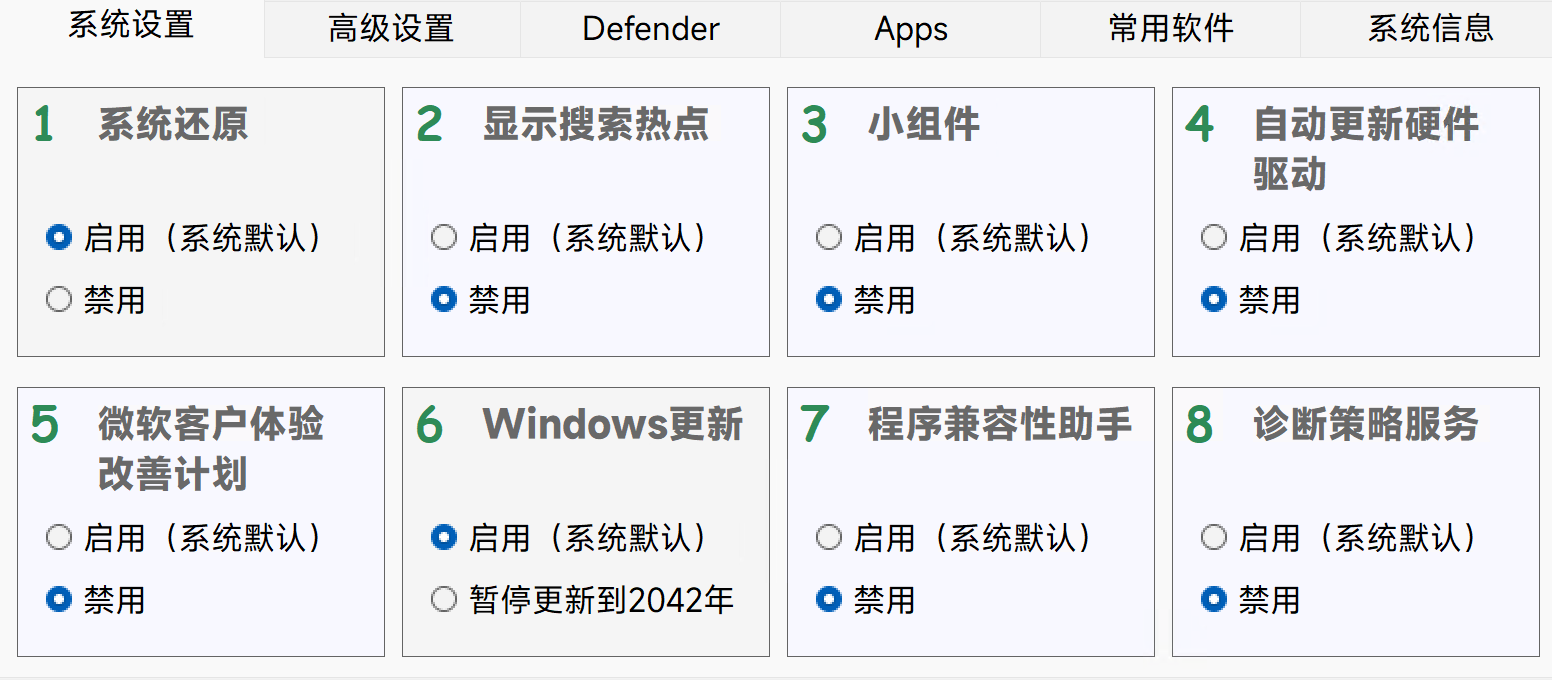 系统设置
高级设置
Defender
Apps
常用软件
系统信息
1 系统还原
启用（系统默认）
禁用
2 显示搜索热点
启用（系统默认）
禁用
3 小组件
启用（系统默认）
禁用
4 自动更新硬件
驱动
启用（系统默认）
禁用
5 微软客户体验
改善计划
启用（系统默认）
禁用
6 Windows更新
启用（系统默认）
暂停更新到2042年
7 程序兼容性助手
启用（系统默认）
禁用
8 诊断策略服务
启用（系统默认）
禁用